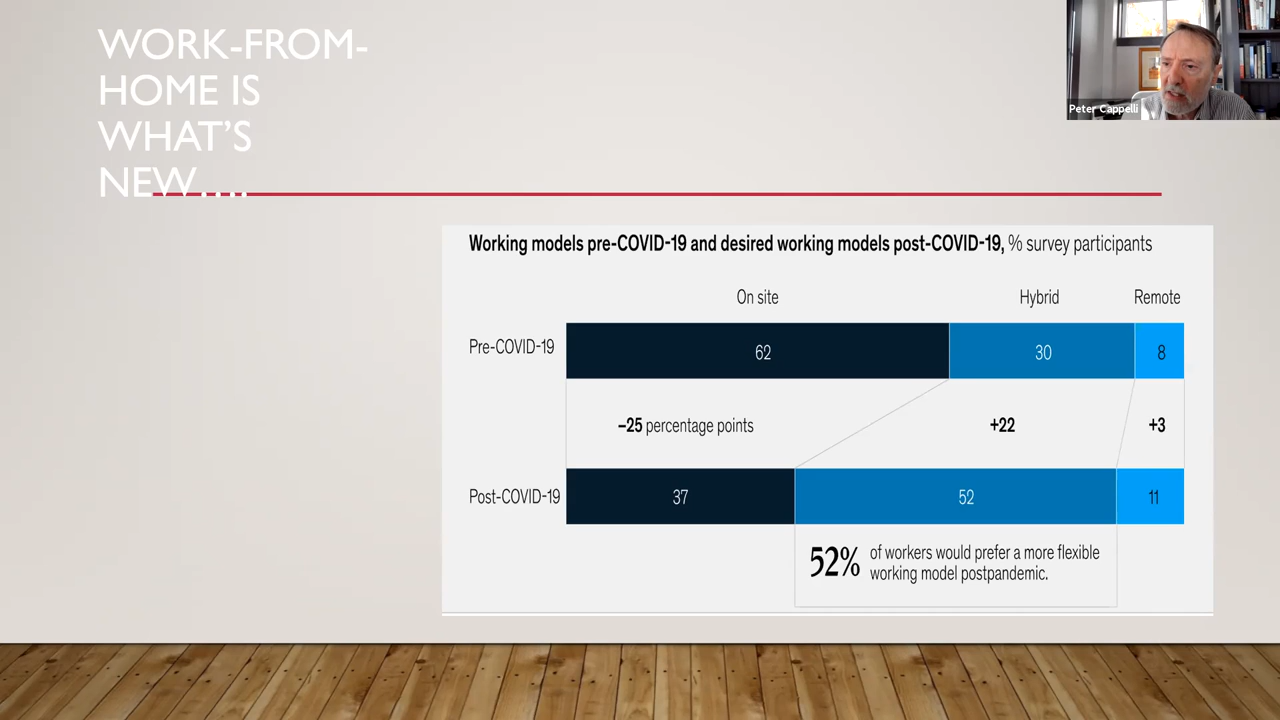 WORK-FROM-
HOME IS
WHAT'S
NEW….
Peter Cappelli
Working models pre-COVID-19 and desired working models post-COVID-19, % survey participants
On site Hybrid Remote
Pre-COVID-19 62 30 8
–25 percentage points +22 +3
Post-COVID-19 37 52 11
52% of workers would prefer a more flexible
working model postpandemic.